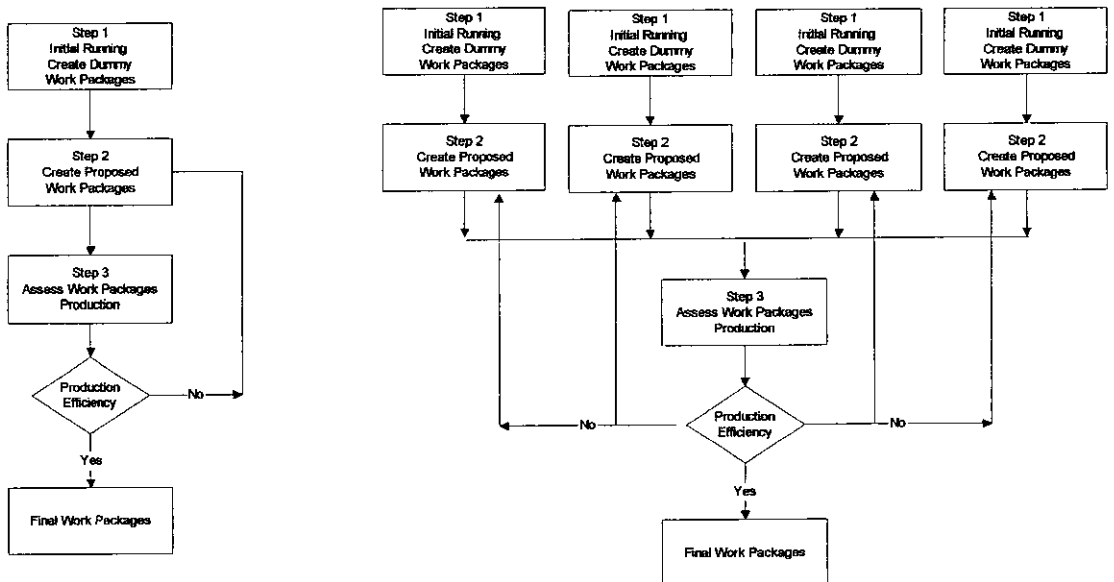 Step 1
Initial Running
Create Dummy
Work Packages
Step 2
Create Proposed
Work Packages
Step 3
Assess Work Packages
Production
Production
Efficiency
No
Yes
Final Work Packages
Step 1
Initial Running
Create Dummy
Work Packages
Step 1
Initial Running
Create Dummy
Work Packages
Step 1
Initial Running
Create Dummy
Work Packages
Step 1
Initial Running
Create Dummy
Work Packages
Step 2
Create Proposed
Work Packages
Step 2
Create Proposed
Work Packages
Step 2
Create Proposed
Work Packages
Step 2
Create Proposed
Work Packages
Step 3
Assess Work Packages
Production
No
Production
Efficiency
No
Yes
Final Work Packages